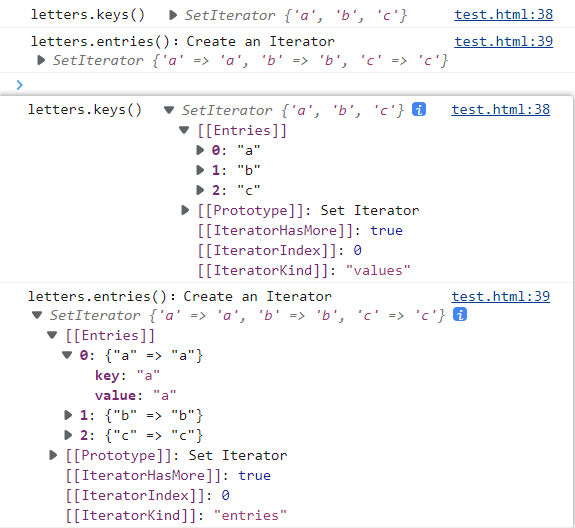 letters.keys() ▶ SetIterator {'a', 'b', 'c'} test.html:38
letters.entries(): Create an Iterator test.html:39
▶ SetIterator {'a' => 'a', 'b' => 'b', 'c' => 'c'}
>
letters.keys() ▼ SetIterator {'a', 'b', 'c'} i test.html:38
▼ [[Entries]]
▶ 0: "a"
▶ 1: "b"
▶ 2: "c"
▶ [[Prototype]]: Set Iterator
[[IteratorHasMore]]: true
[[IteratorIndex]]: 0
[[IteratorKind]]: "values"
letters.entries(): Create an Iterator test.html:39
▼ SetIterator {'a' => 'a', 'b' => 'b', 'c' => 'c'} i
▼ [[Entries]]
▼ 0: {"a" => "a"}
key: "a"
value: "a"
▶ 1: {"b" => "b"}
▶ 2: {"c" => "c"}
▶ [[Prototype]]: Set Iterator
[[IteratorHasMore]]: true
[[IteratorIndex]]: 0
[[IteratorKind]]: "entries"